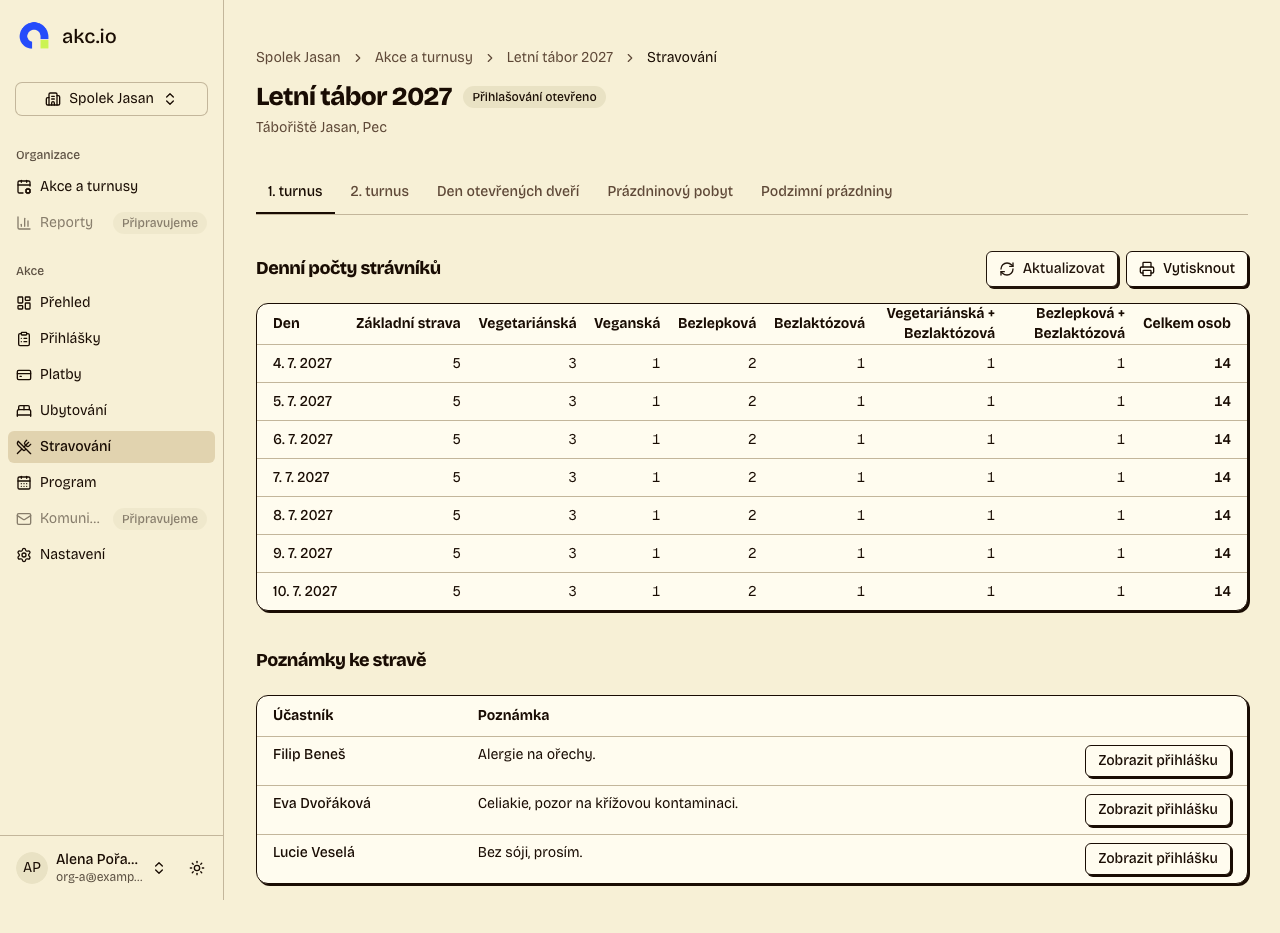 akc.io
Spolek Jasan
Organizace
Akce a turnusy
Reporty Připravujeme
Akce
Přehled
Přihlášky
Platby
Ubytování
Stravování
Program
Komuni... Připravujeme
Nastavení
AP
Alena Pořa...
org-a@examp...
Spolek Jasan > Akce a turnusy > Letní tábor 2027 > Stravování
Letní tábor 2027 Přihlašování otevřeno
Tábořiště Jasan, Pec
1. turnus 2. turnus Den otevřených dveří Prázdninový pobyt Podzimní prázdniny
Denní počty strávníků Aktualizovat Vytisknout
Den Základní strava Vegetariánská Veganská Bezlepková Bezlaktózová Vegetariánská + Bezlaktózová Bezlepková + Bezlaktózová Celkem osob
4. 7. 2027 5 3 1 2 1 1 1 14
5. 7. 2027 5 3 1 2 1 1 1 14
6. 7. 2027 5 3 1 2 1 1 1 14
7. 7. 2027 5 3 1 2 1 1 1 14
8. 7. 2027 5 3 1 2 1 1 1 14
9. 7. 2027 5 3 1 2 1 1 1 14
10. 7. 2027 5 3 1 2 1 1 1 14
Poznámky ke stravě
Účastník Poznámka
Filip Beneš Alergie na ořechy. Zobrazit přihlášku
Eva Dvořáková Celiakie, pozor na křížovou kontaminaci. Zobrazit přihlášku
Lucie Veselá Bez sóji, prosím. Zobrazit přihlášku